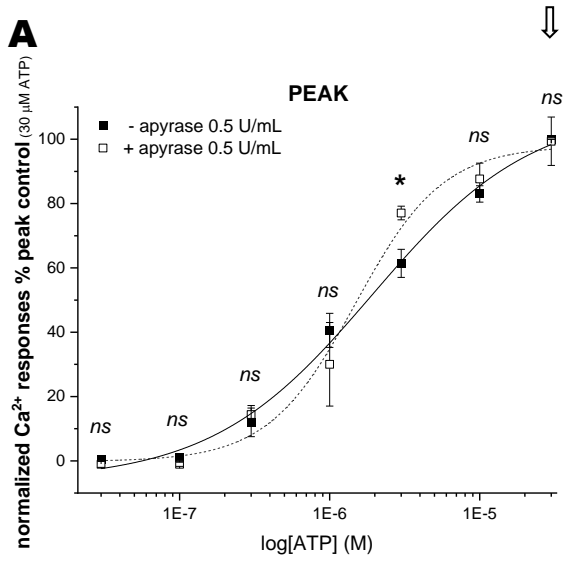 A
PEAK
- apyrase 0.5 U/mL
+ apyrase 0.5 U/mL
ns
ns
*
ns
ns
ns
ns
normalized Ca²⁺ responses % peak control (30 µM ATP)
100
80
60
40
20
0
1E-7
1E-6
1E-5
log[ATP] (M)